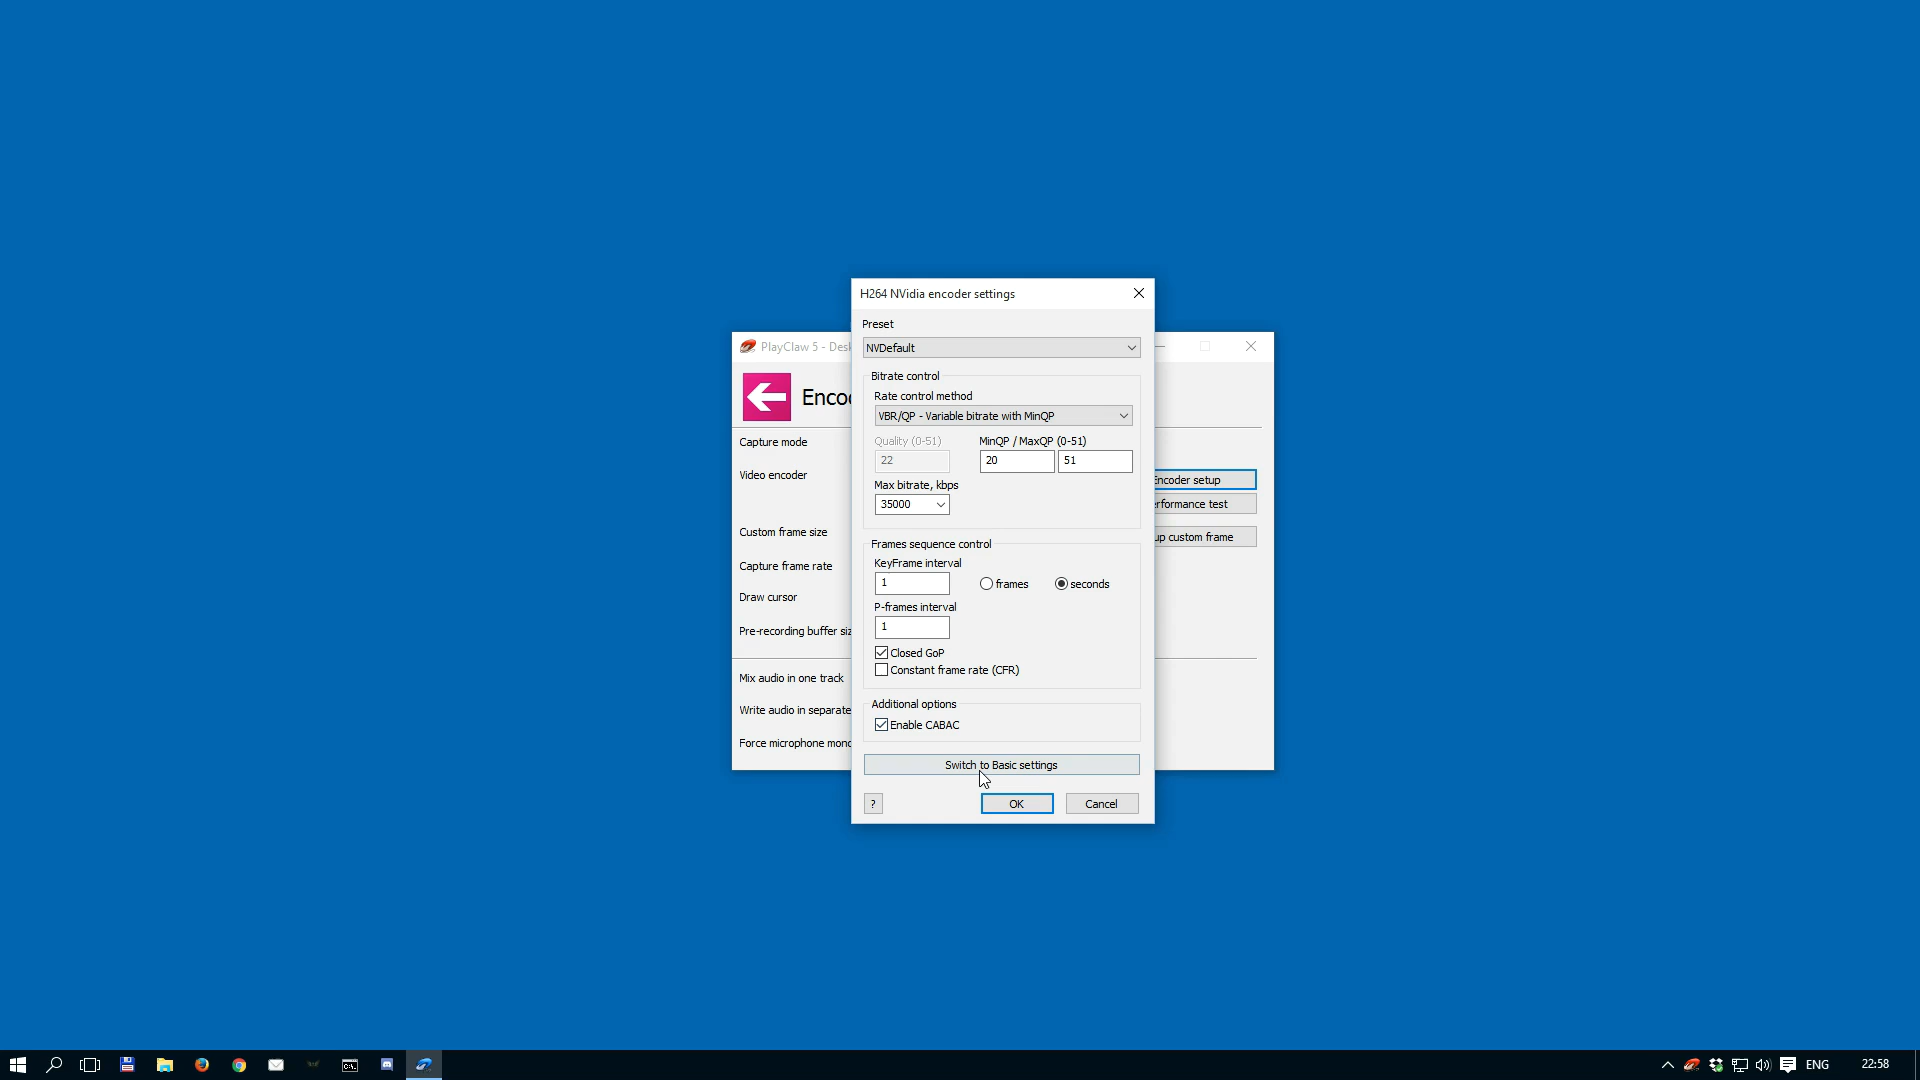 H264 NVidia encoder settings
Preset
NVDefault
Bitrate control
Rate control method
VBR/QP - Variable bitrate with MinQP
Quality (0-51)
MinQP / MaxQP (0-51)
22
20
51
Max bitrate, kbps
35000
Frames sequence control
KeyFrame interval
1
frames
seconds
P-frames interval
1
Closed GoP
Constant frame rate (CFR)
Additional options
Enable CABAC
Switch to Basic settings
?
OK
Cancel
PlayClaw 5 - Desk
Enco
Capture mode
Video encoder
Encoder setup
erformance test
Custom frame size
up custom frame
Capture frame rate
Draw cursor
Pre-recording buffer siz
Mix audio in one track
Write audio in separate
Force microphone mono
C:\.
ENG
22:58